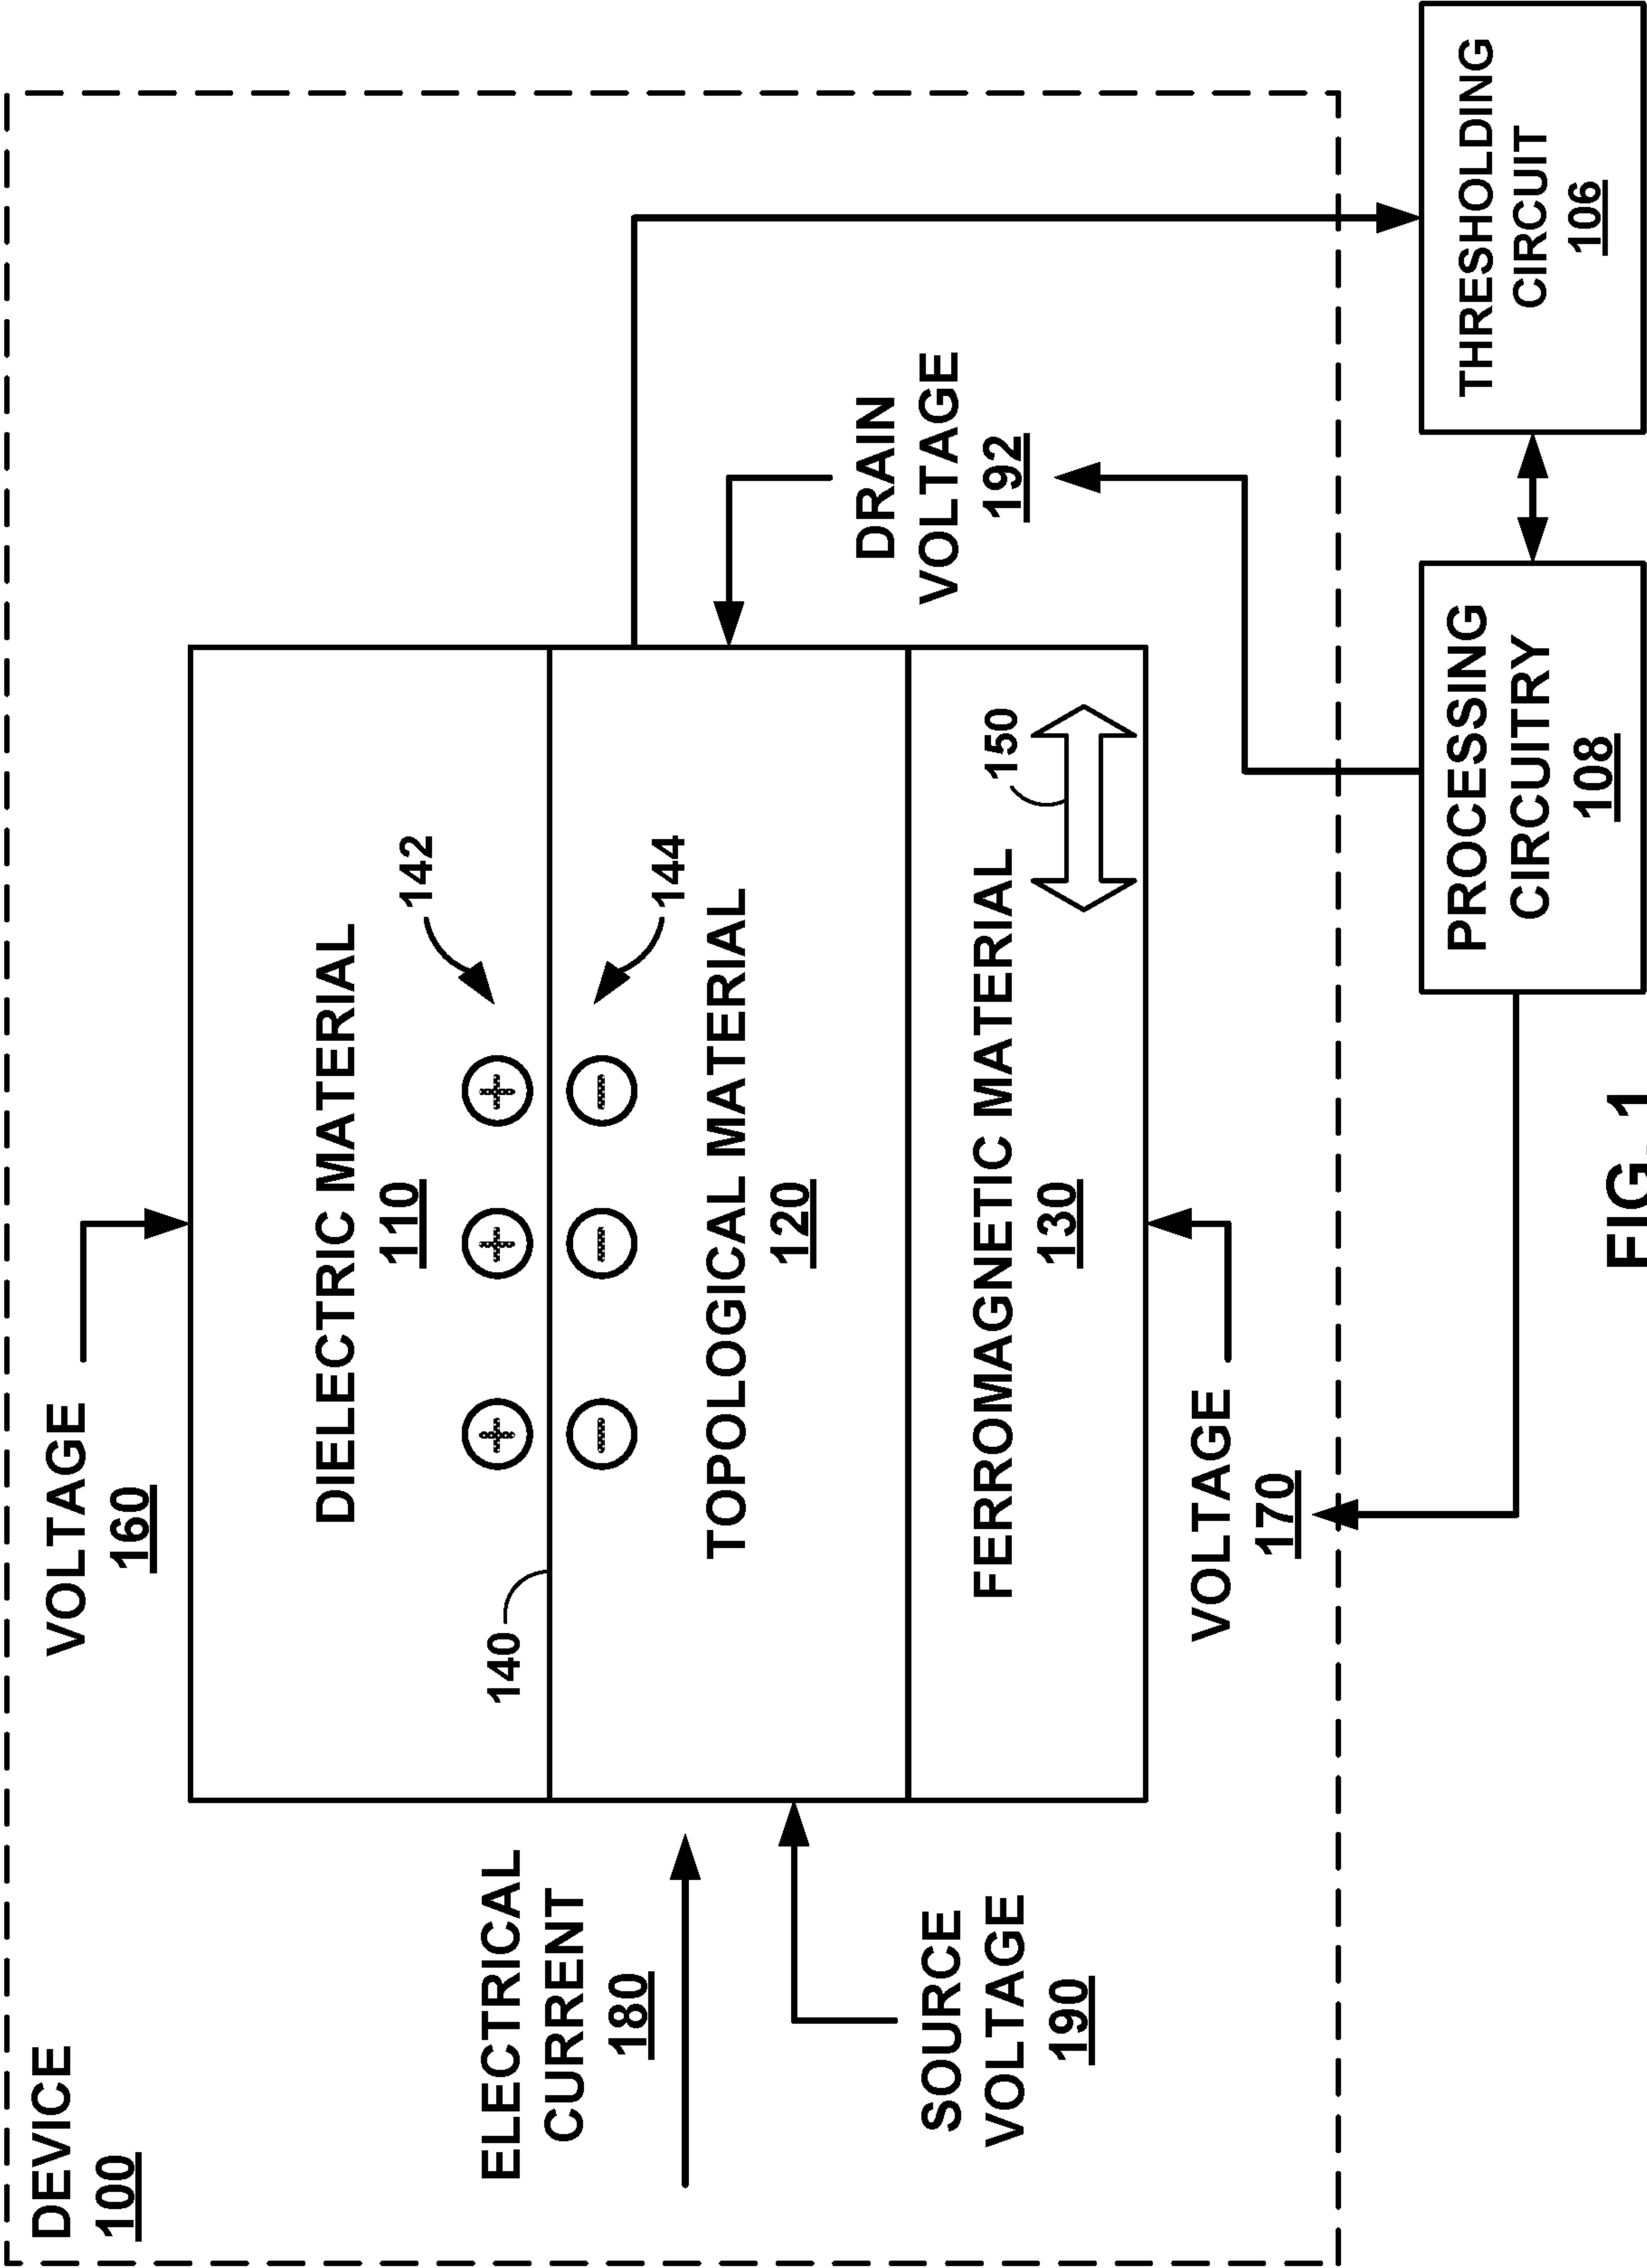 DEVICE
100
VOLTAGE
160
DIELECTRIC MATERIAL
110
142
+ + +
140
− − −
144
TOPOLOGICAL MATERIAL
120
FERROMAGNETIC MATERIAL
130
150
ELECTRICAL
CURRENT
180
SOURCE
VOLTAGE
190
DRAIN
VOLTAGE
192
VOLTAGE
170
PROCESSING
CIRCUITRY
108
THRESHOLDING
CIRCUIT
106
FIG. 1